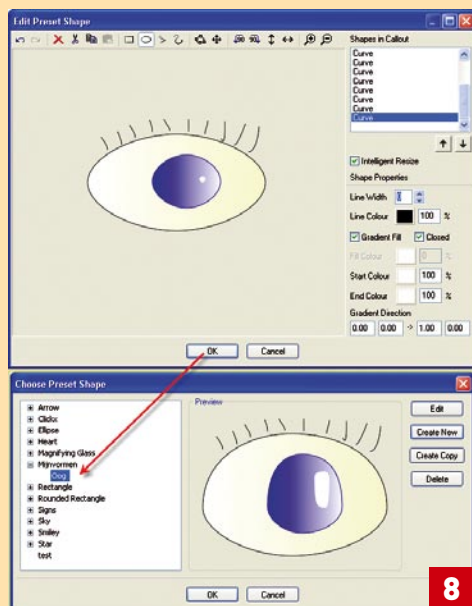 Edit Preset Shape
Shapes in Callout
Curve
Curve
Curve
Curve
Curve
Curve
Curve
Curve
Intelligent Resize
Shape Properties
Line Width 0
Line Colour 100 %
Gradient Fill Closed
Fill Colour 0 %
Start Colour 100 %
End Colour 100 %
Gradient Direction
0.00 0.00 -> 1.00 0.00
OK Cancel
Choose Preset Shape
Arrow
Clickx
Ellipse
Heart
Magnifying Glass
Mijnvormen
Oog
Rectangle
Rounded Rectangle
Signs
Sky
Smiley
Star
test
Preview
Edit
Create New
Create Copy
Delete
OK Cancel
8